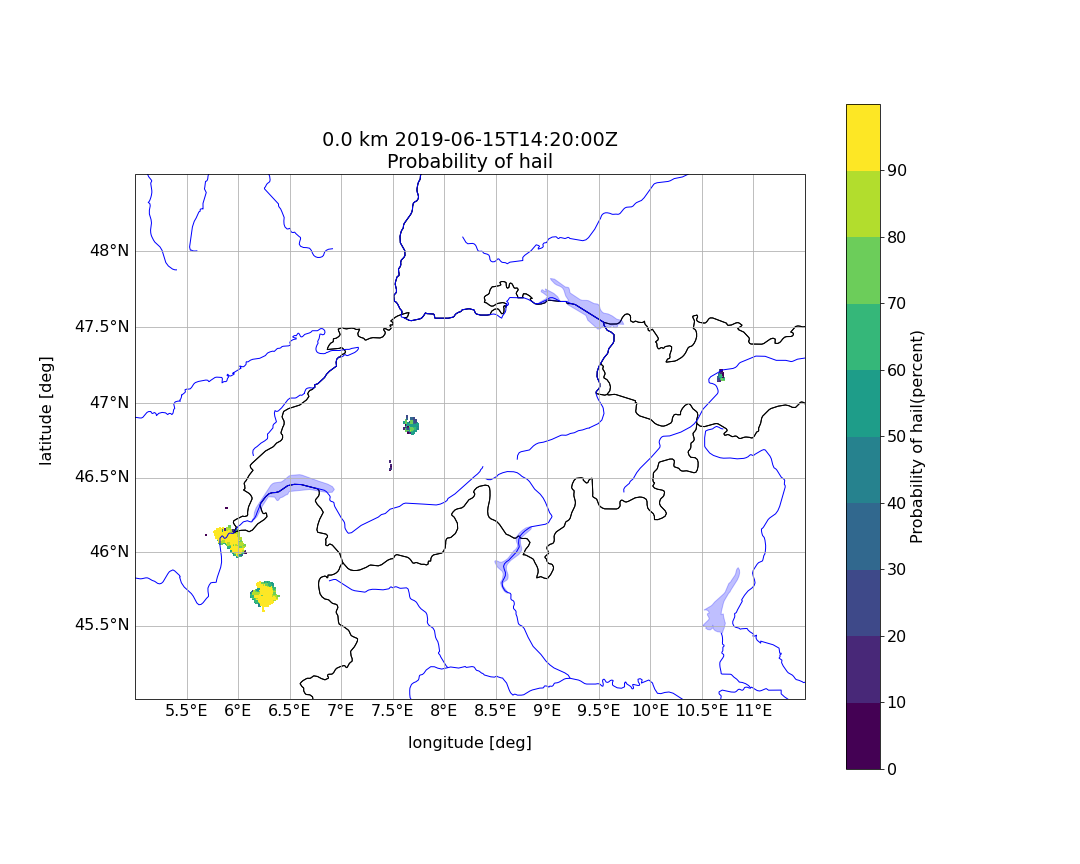 0.0 km 2019-06-15T14:20:00Z
Probability of hail
48°N
47.5°N
47°N
46.5°N
46°N
45.5°N
latitude [deg]
5.5°E 6°E 6.5°E 7°E 7.5°E 8°E 8.5°E 9°E 9.5°E 10°E 10.5°E 11°E
longitude [deg]
90
80
70
60
50
40
30
20
10
0
Probability of hail(percent)